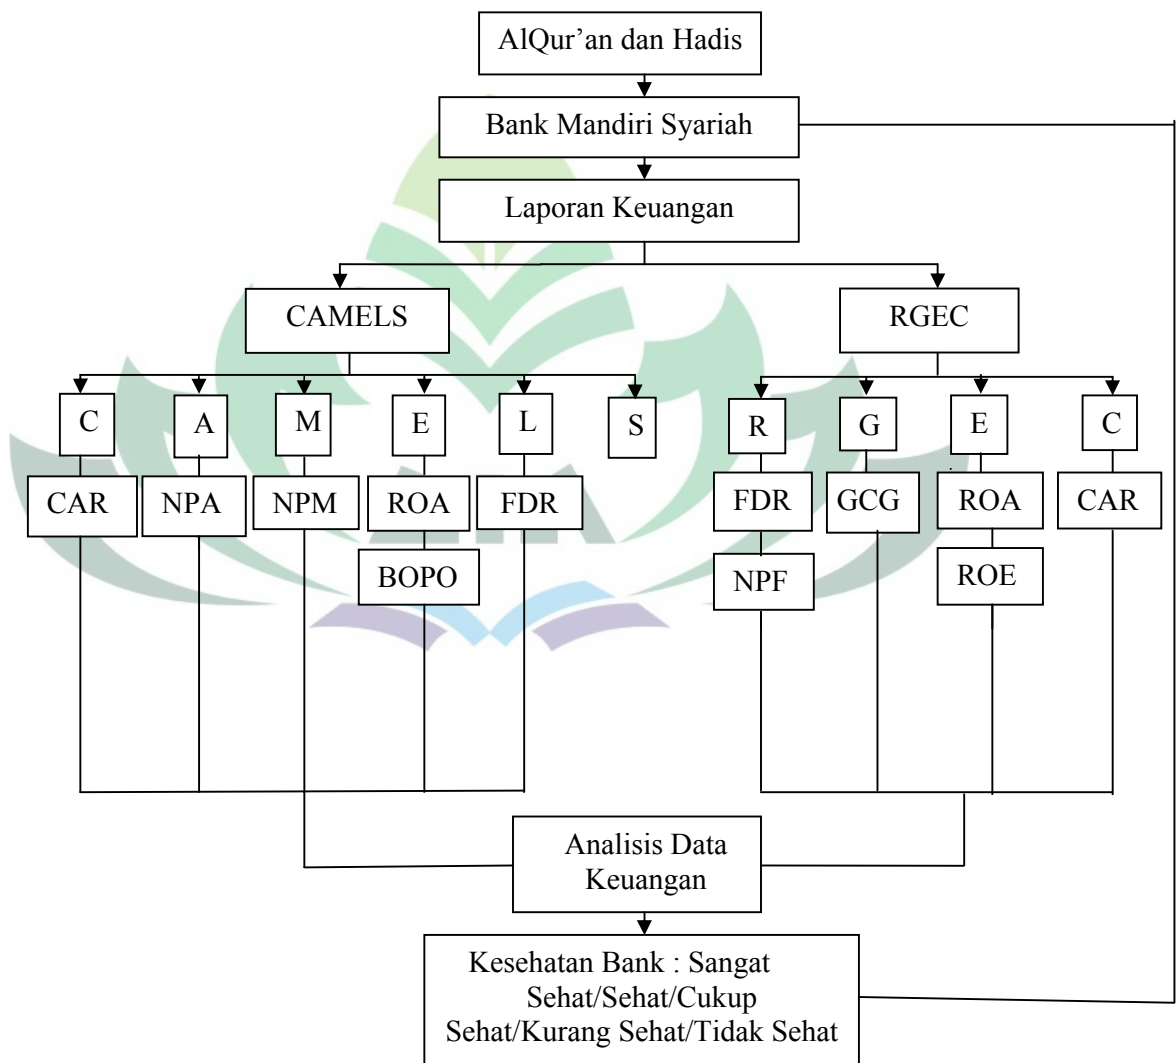 AlQur’an dan Hadis
Bank Mandiri Syariah
Laporan Keuangan
CAMELS
RGEC
C
A
M
E
L
S
R
G
E
C
CAR
NPA
NPM
ROA
FDR
FDR
GCG
ROA
CAR
BOPO
NPF
ROE
Analisis Data
Keuangan
Kesehatan Bank : Sangat
Sehat/Sehat/Cukup
Sehat/Kurang Sehat/Tidak Sehat